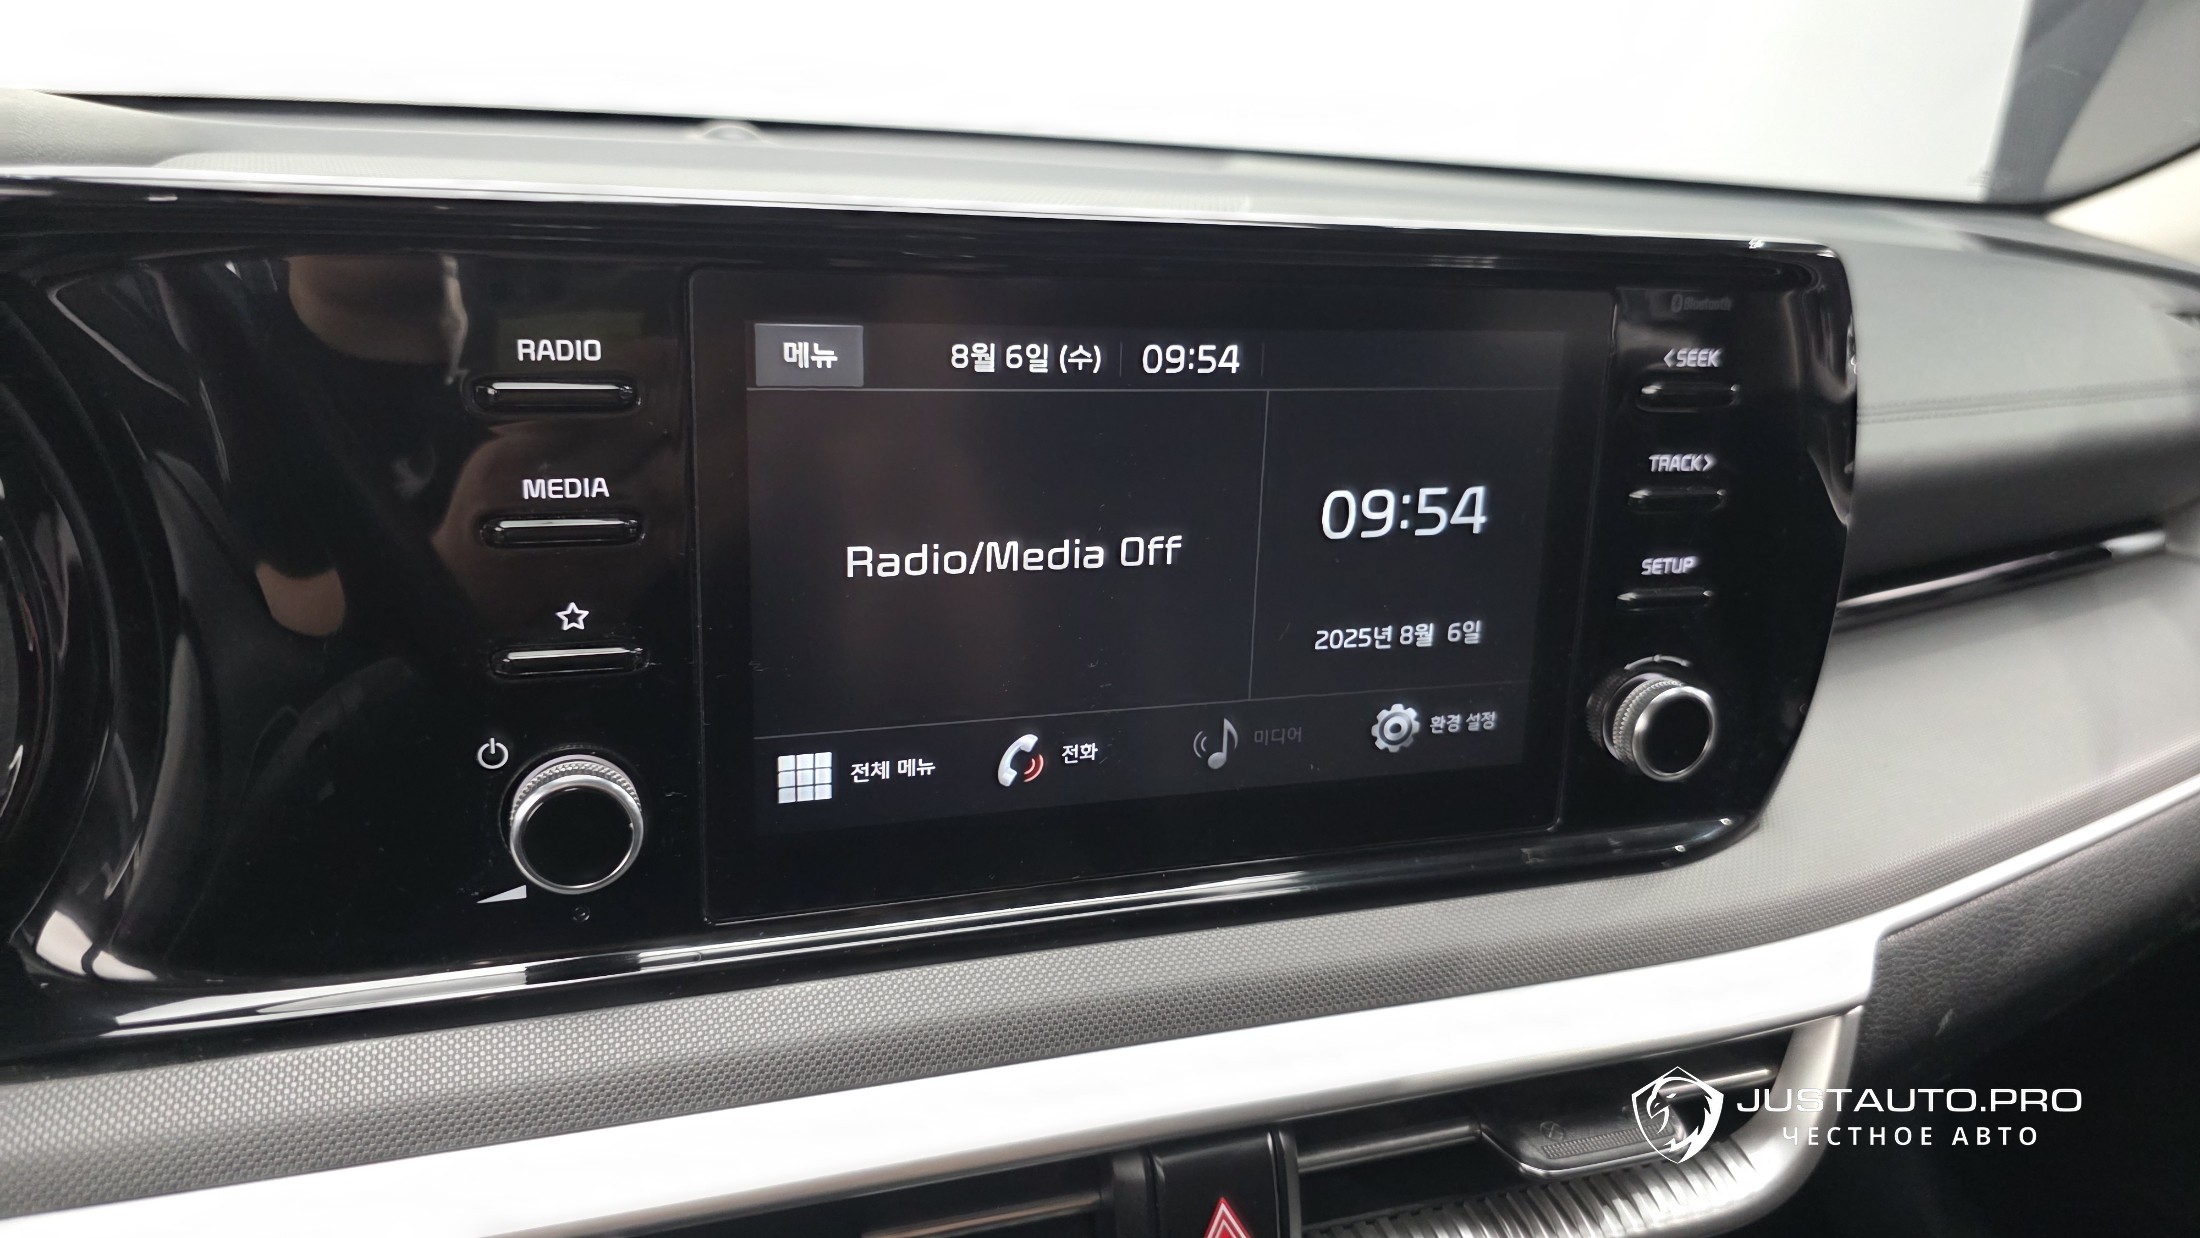 RADIO
MEDIA
메뉴
8월 6일 (수)
09:54
Radio/Media Off
09:54
2025년 8월 6일
전체 메뉴
전화
미디어
환경 설정
Bluetooth
<SEEK
TRACK>
SETUP
JUSTAUTO.PRO
ЧЕСТНОЕ АВТО